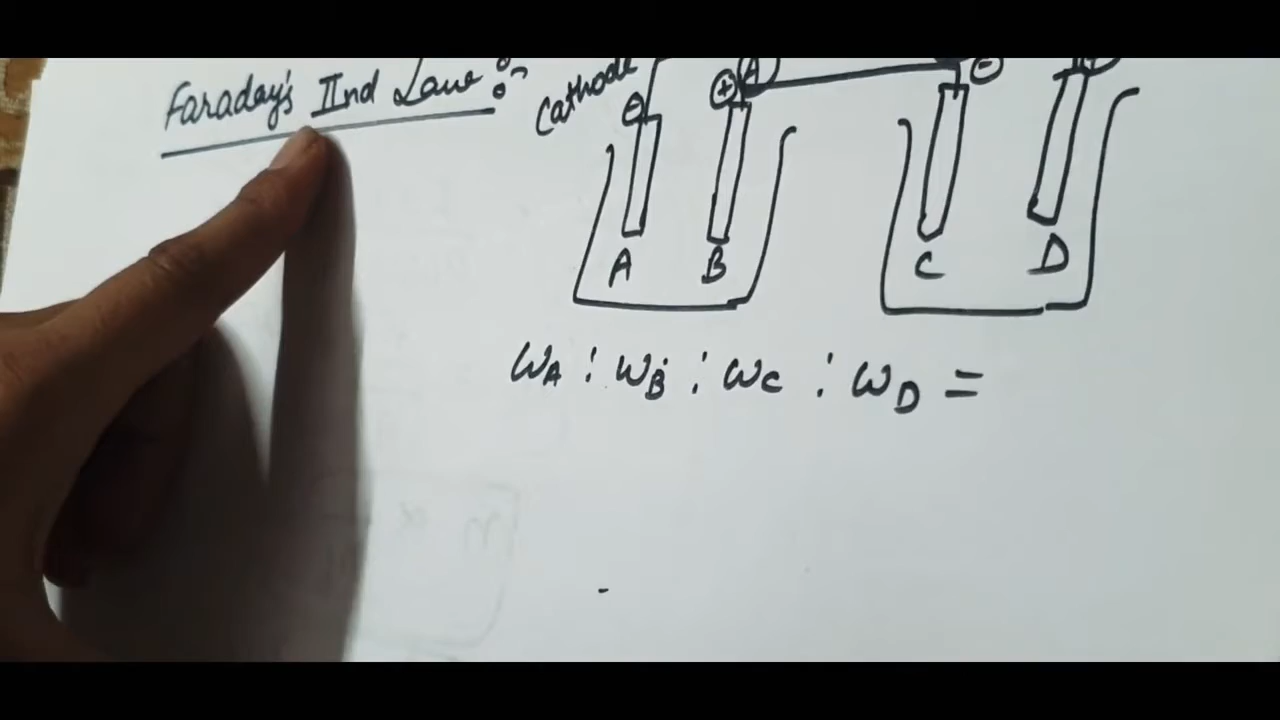 Faraday's IInd Law :-
Cathode
⊖ ⊕ A ⊖
A B C D
WA : WB : WC : WD =